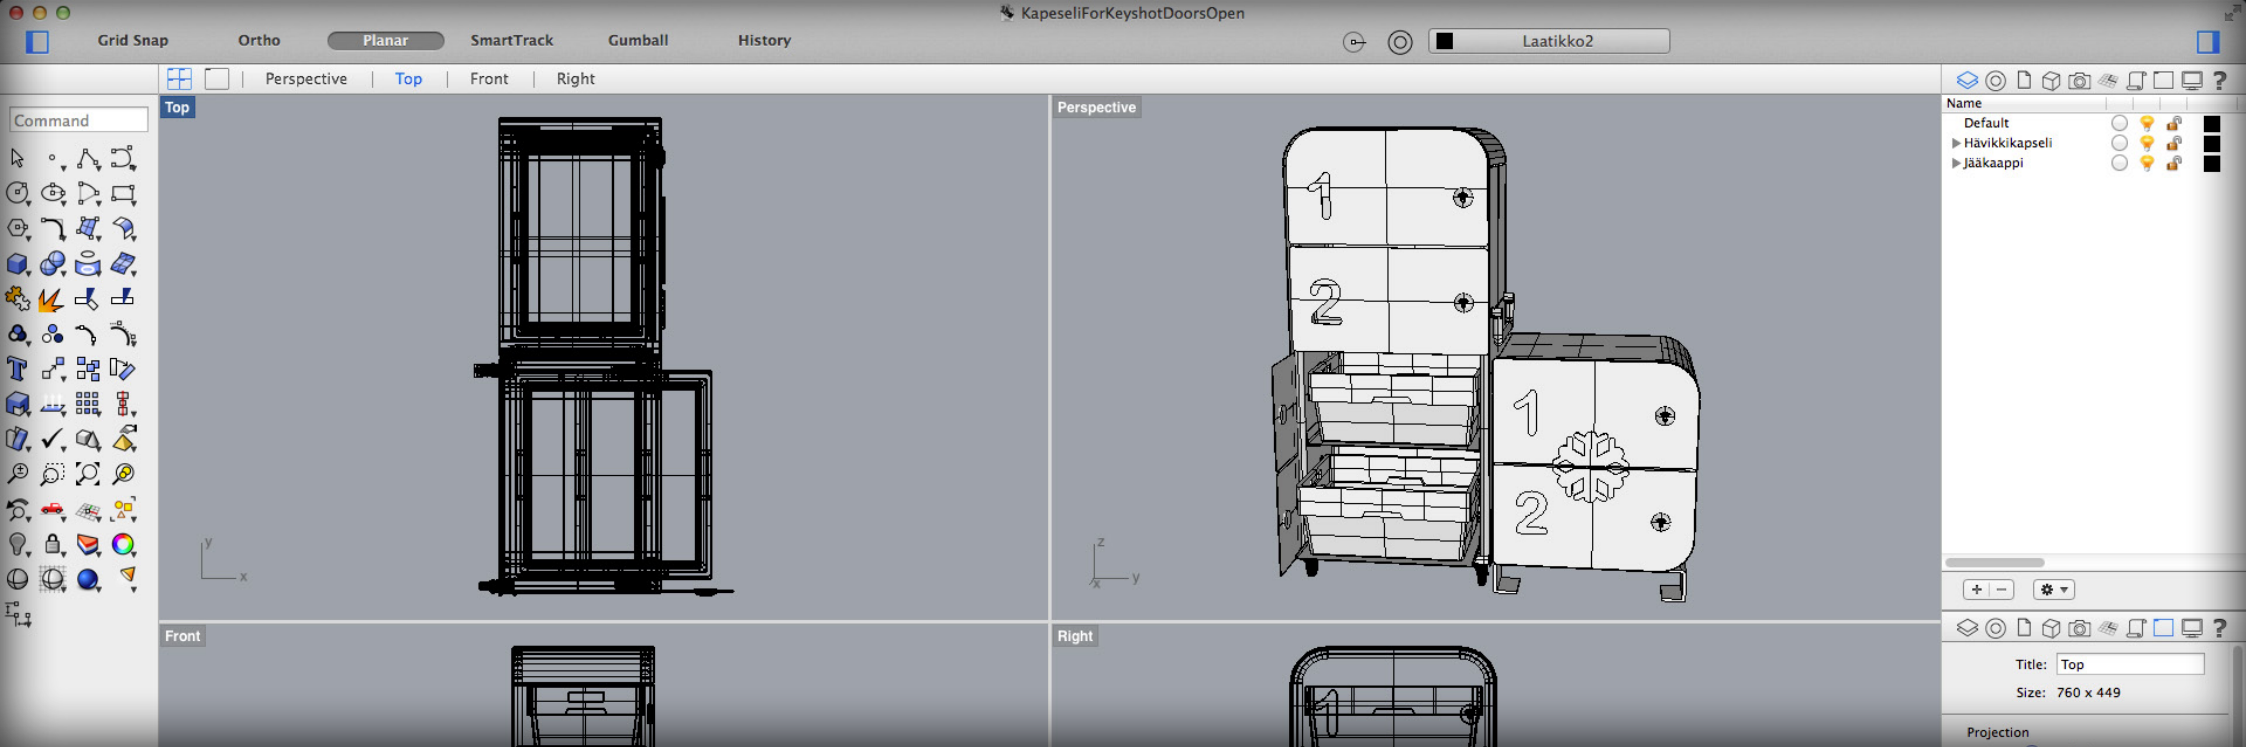 KapeseliForKeyshotDoorsOpen
Grid Snap Ortho Planar SmartTrack Gumball History Laatikko2
Perspective Top Front Right
Command
Top
Perspective
1
2
1
2
y
x
z
x y
Front
Right
1
Name
Default
Hävikkikapseli
Jääkaappi
Title: Top
Size: 760 x 449
Projection